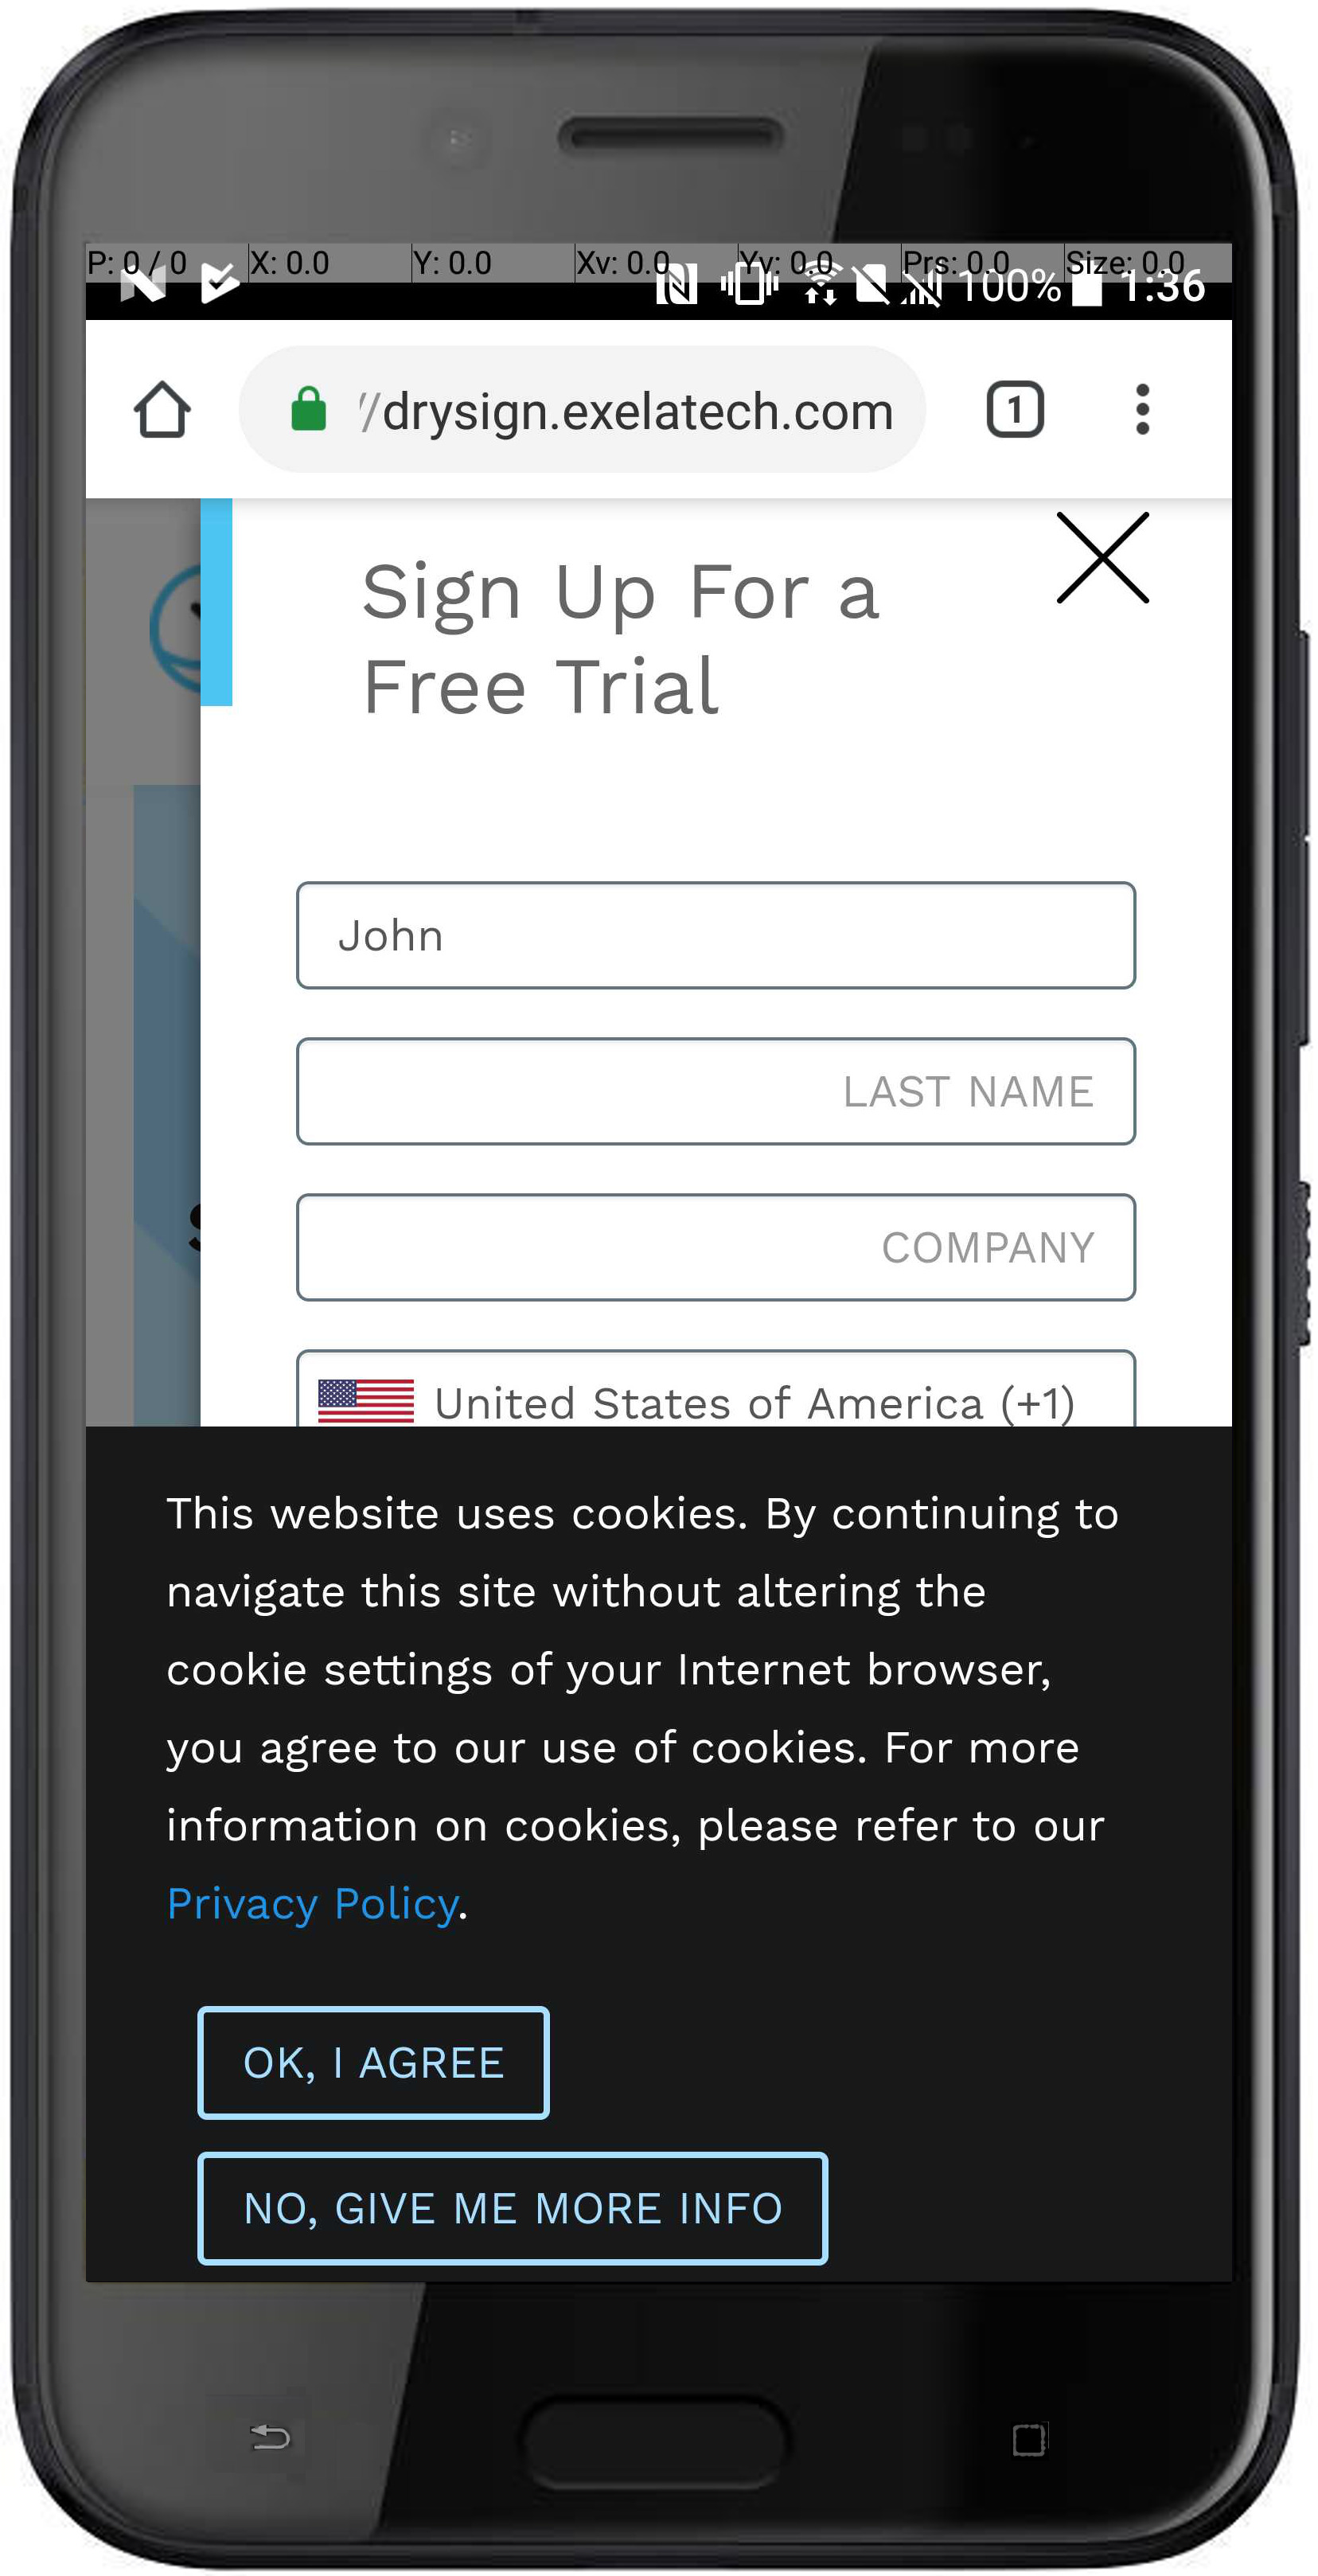 P: 0 / 0 X: 0.0 Y: 0.0 Xv: 0.0 Yv: 0.0 Prs: 0.0 Size: 0.0
100% 1:36
//drysign.exelatech.com 1
Sign Up For a
Free Trial
John
LAST NAME
COMPANY
United States of America (+1)
This website uses cookies. By continuing to
navigate this site without altering the
cookie settings of your Internet browser,
you agree to our use of cookies. For more
information on cookies, please refer to our
Privacy Policy.
OK, I AGREE
NO, GIVE ME MORE INFO